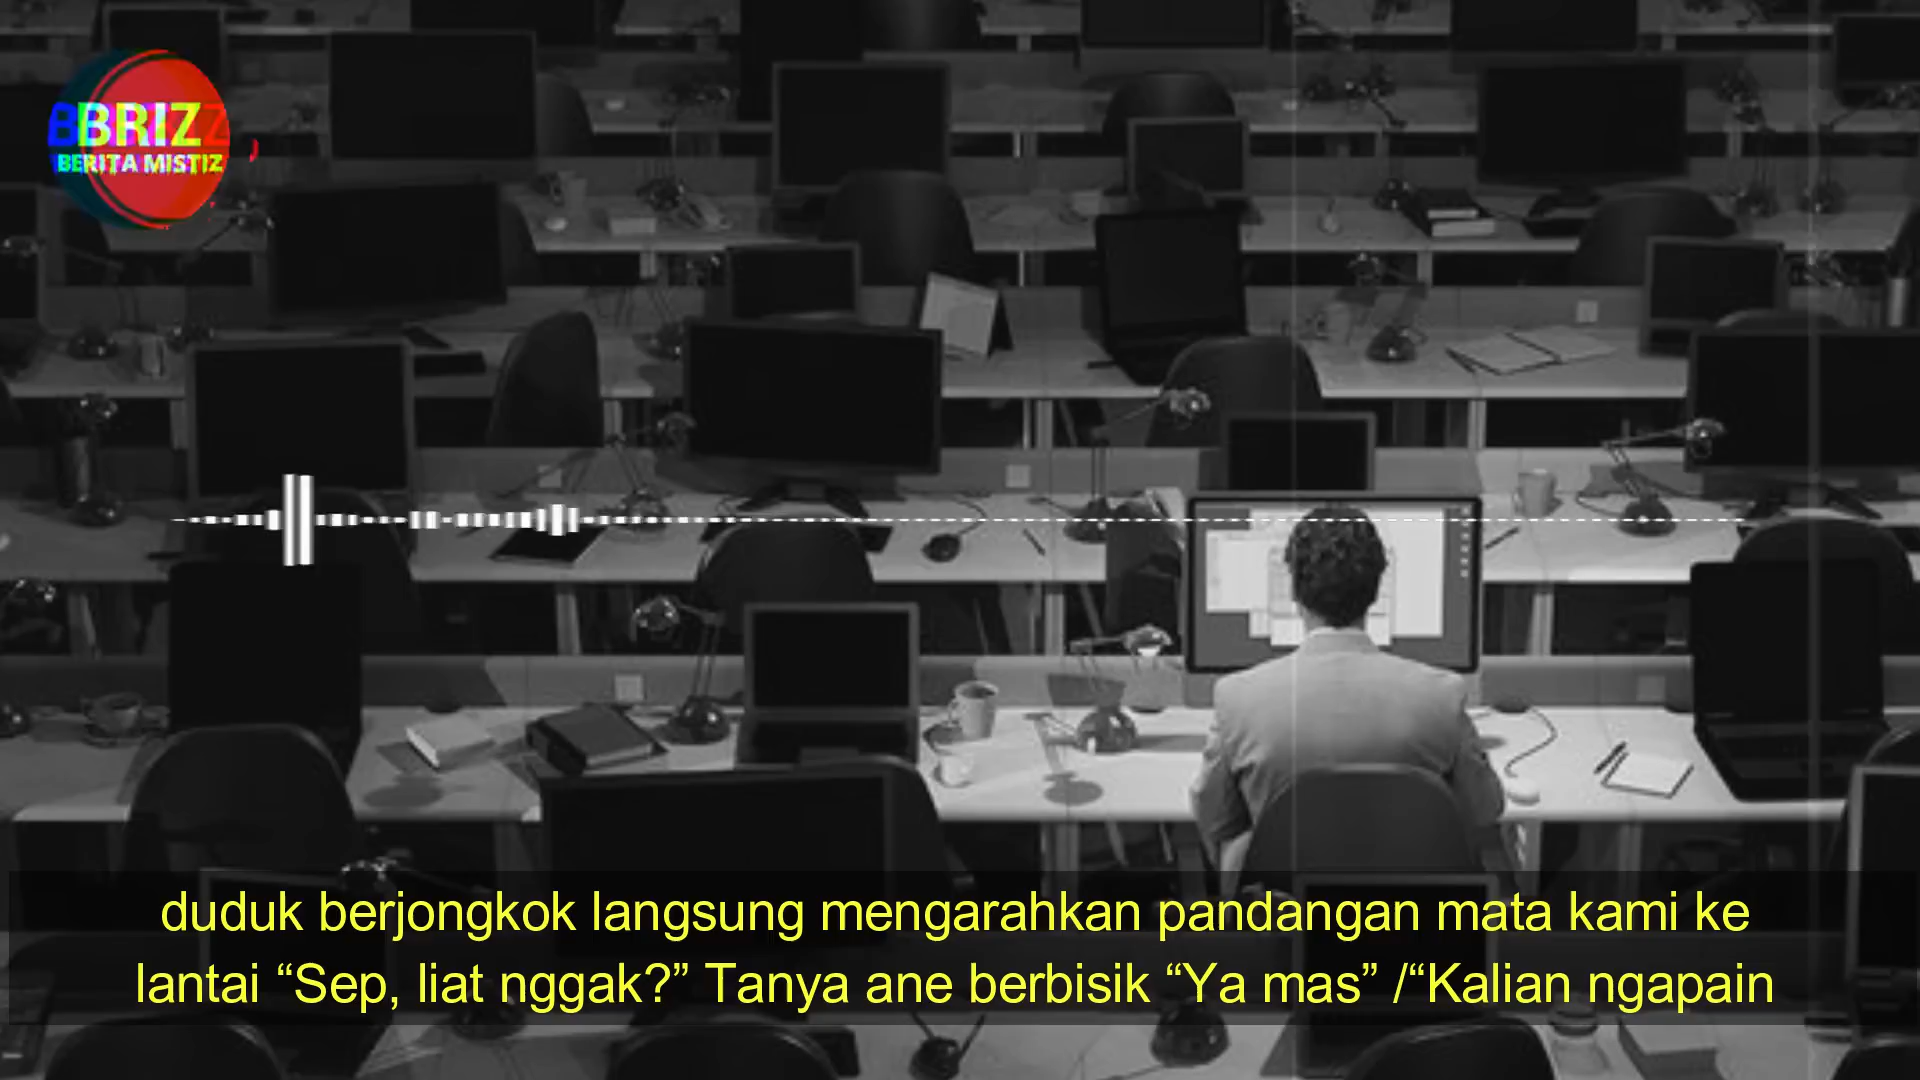 BRIZ
BERITA MISTIZ
duduk berjongkok langsung mengarahkan pandangan mata kami ke
lantai “Sep, liat nggak?” Tanya ane berbisik “Ya mas” /“Kalian ngapain